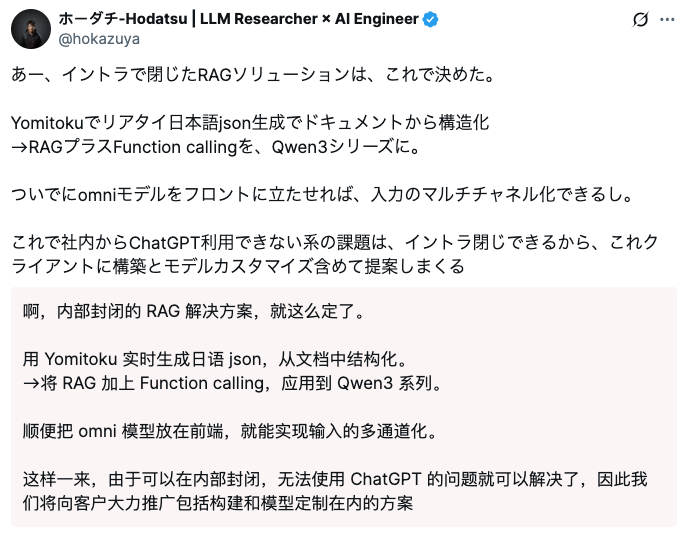 ホーダチ-Hodatsu | LLM Researcher × AI Engineer
@hokazuya
あー、イントラで閉じたRAGソリューションは、これで決めた。
Yomitokuでリアタイ日本語json生成でドキュメントから構造化
→RAGプラスFunction callingを、Qwen3シリーズに。
ついでにomniモデルをフロントに立たせれば、入力のマルチチャネル化できるし。
これで社内からChatGPT利用できない系の課題は、イントラ閉じできるから、これク
ライアントに構築とモデルカスタマイズ含めて提案しまくる
啊，内部封闭的 RAG 解决方案，就这么定了。
用 Yomitoku 实时生成日语 json，从文档中结构化。
→将 RAG 加上 Function calling，应用到 Qwen3 系列。
顺便把 omni 模型放在前端，就能实现输入的多通道化。
这样一来，由于可以在内部封闭，无法使用 ChatGPT 的问题就可以解决了，因此我
们将向客户大力推广包括构建和模型定制在内的方案